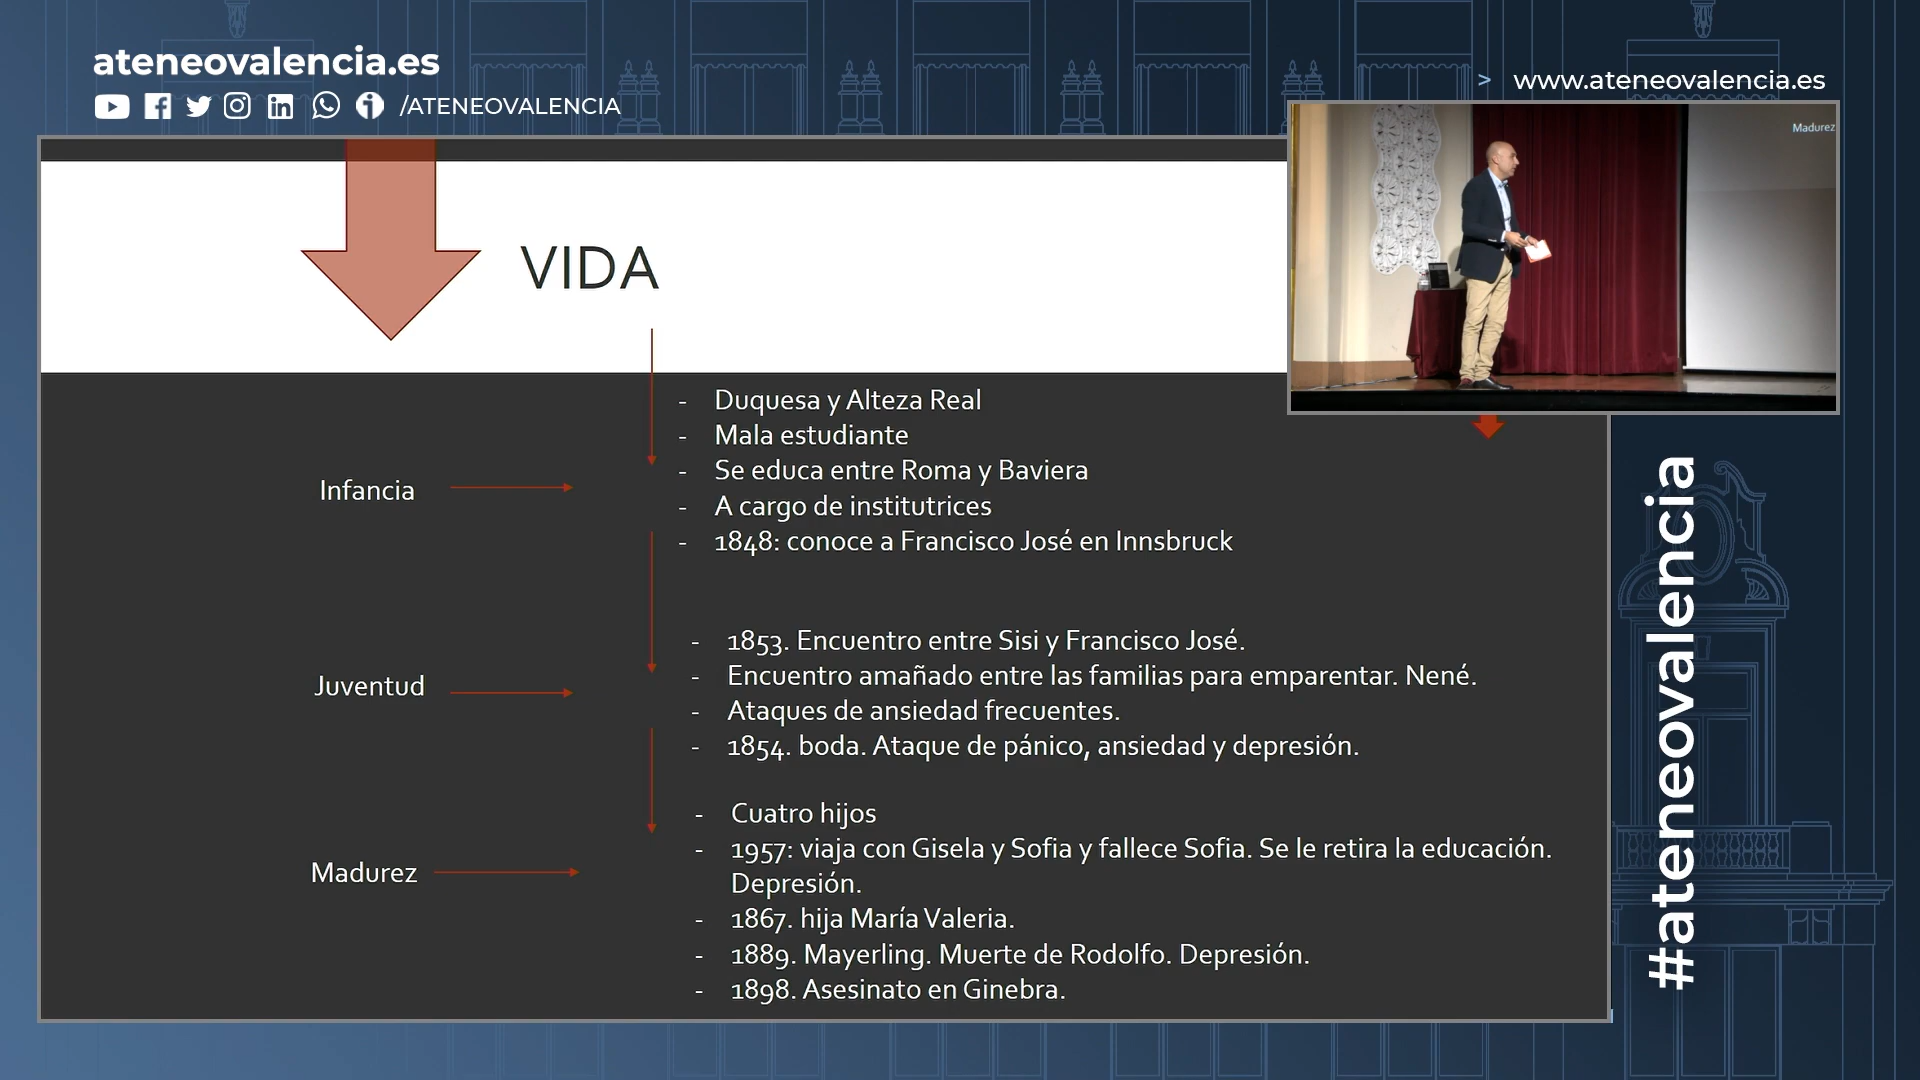 ateneovalencia.es
/ATENEOVALENCIA
> www.ateneovalencia.es
Madurez
VIDA
Infancia
- Duquesa y Alteza Real
- Mala estudiante
- Se educa entre Roma y Baviera
- A cargo de institutrices
- 1848: conoce a Francisco José en Innsbruck
Juventud
- 1853. Encuentro entre Sisi y Francisco José.
- Encuentro amañado entre las familias para emparentar. Nené.
- Ataques de ansiedad frecuentes.
- 1854. boda. Ataque de pánico, ansiedad y depresión.
Madurez
- Cuatro hijos
- 1957: viaja con Gisela y Sofia y fallece Sofia. Se le retira la educación.
Depresión.
- 1867. hija María Valeria.
- 1889. Mayerling. Muerte de Rodolfo. Depresión.
- 1898. Asesinato en Ginebra.
#ateneovalencia